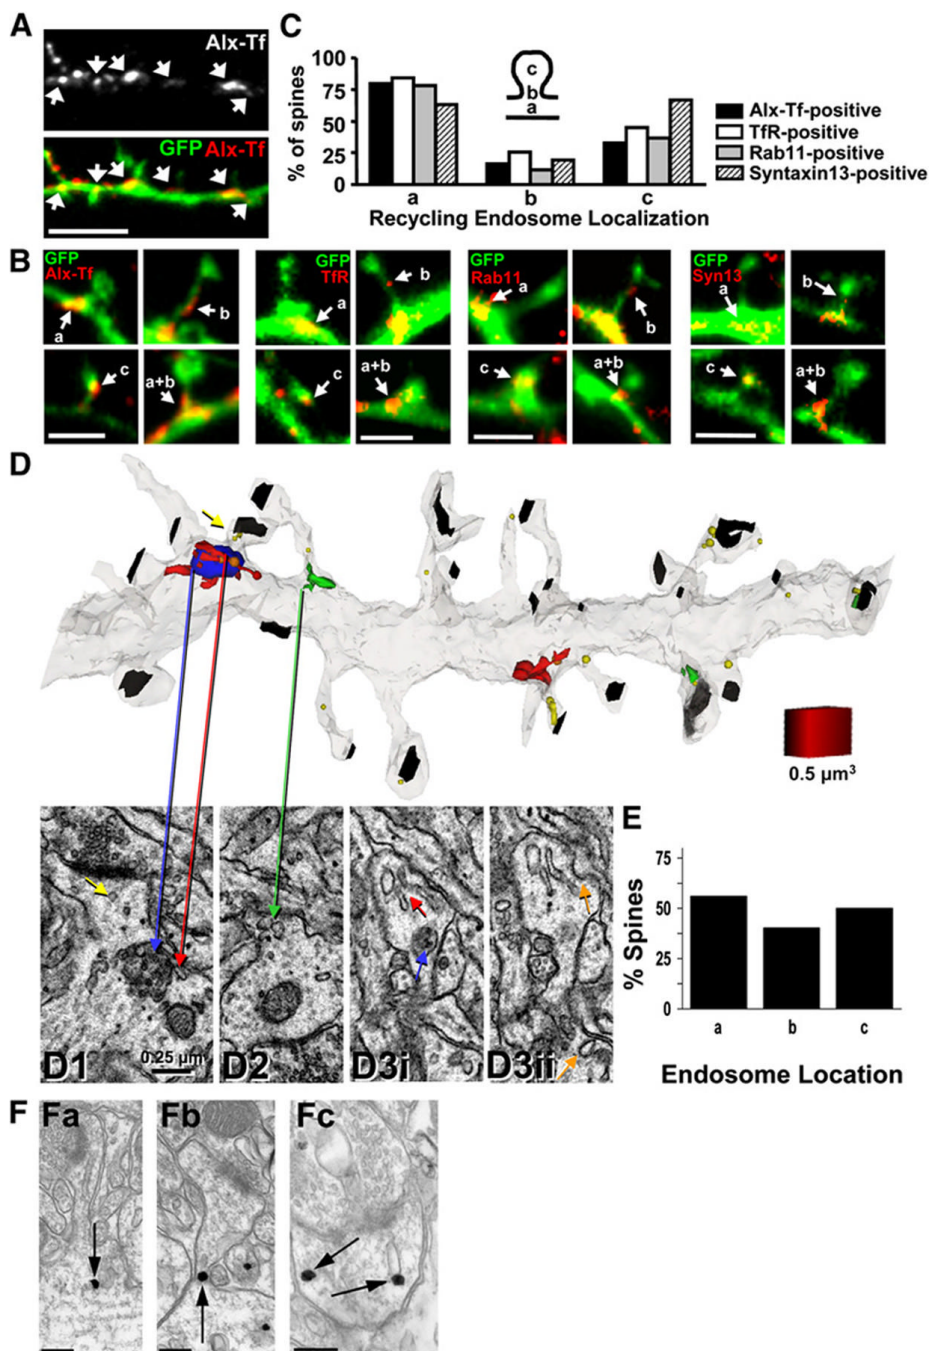 A
Alx-Tf
GFP Alx-Tf
C
% of spines
100
75
50
25
0
c
b
a
a b c
Recycling Endosome Localization
Alx-Tf-positive
TfR-positive
Rab11-positive
Syntaxin13-positive
B
GFP
Alx-Tf
a
b
c
a+b
GFP
TfR
a
b
c
a+b
GFP
Rab11
a
b
c
a+b
GFP
Syn13
a
b
c
a+b
D
0.5 µm³
D1
0.25 µm
D2
D3i
D3ii
E
% Spines
75
50
25
0
a b c
Endosome Location
F
Fa
Fb
Fc